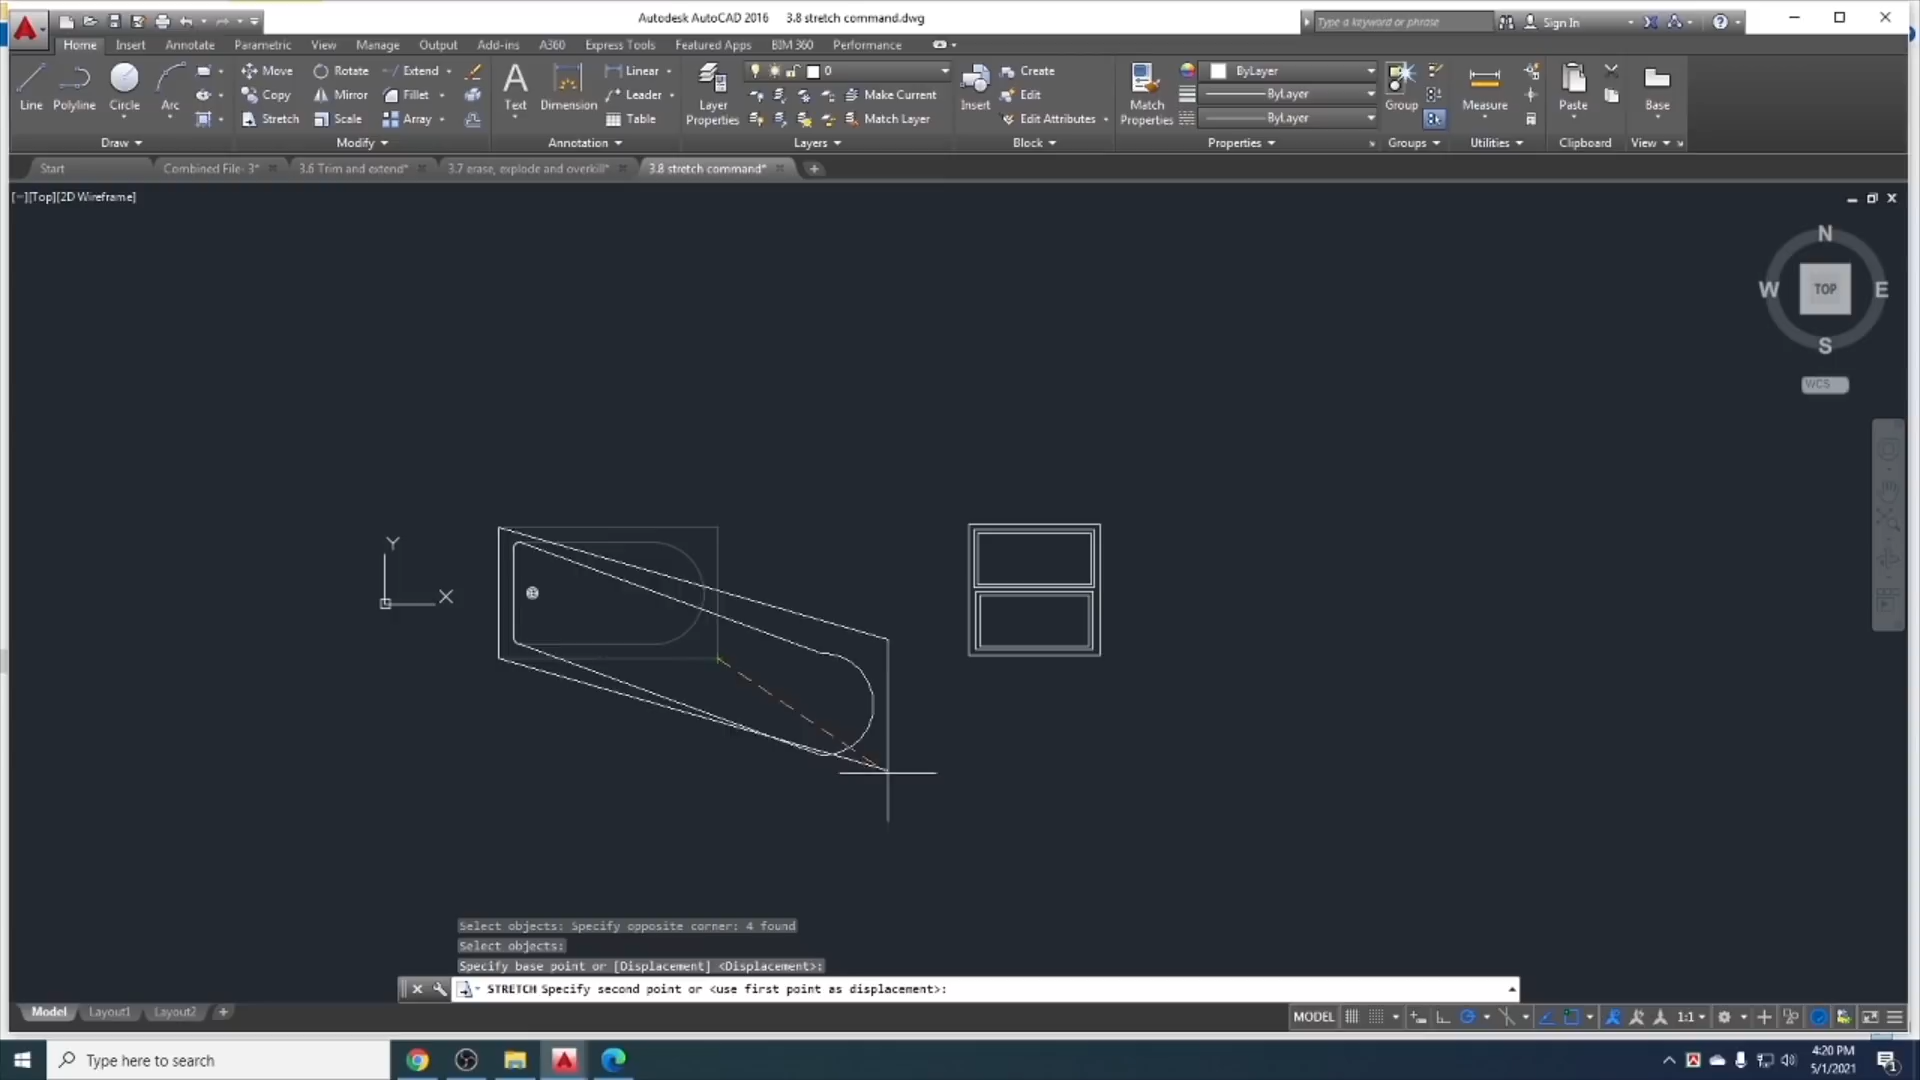 Autodesk AutoCAD 2016 3.8 stretch command.dwg
Type a keyword or phrase
Sign In
Home Insert Annotate Parametric View Manage Output Add-ins A360 Express Tools Featured Apps BIM 360 Performance
Line Polyline Circle Arc
Move Rotate Extend
Copy Mirror Fillet
Stretch Scale Array
Text Dimension
Linear
Leader
Table
Layer Properties
0
Make Current
Match Layer
Insert
Create
Edit
Edit Attributes
Match Properties
ByLayer
ByLayer
ByLayer
Group Measure Paste Base
Draw Modify Annotation Layers Block Properties Groups Utilities Clipboard View
Start Combined File- 3* 3.6 Trim and extend* 3.7 erase, explode and overkill* 3.8 stretch command*
[−][Top][2D Wireframe]
N
W TOP E
S
WCS
Y
X
Select objects: Specify opposite corner: 4 found
Select objects:
Specify base point or [Displacement] <Displacement>:
STRETCH Specify second point or <use first point as displacement>:
Model Layout1 Layout2 +
MODEL 1:1
Type here to search
4:20 PM
5/1/2021
1